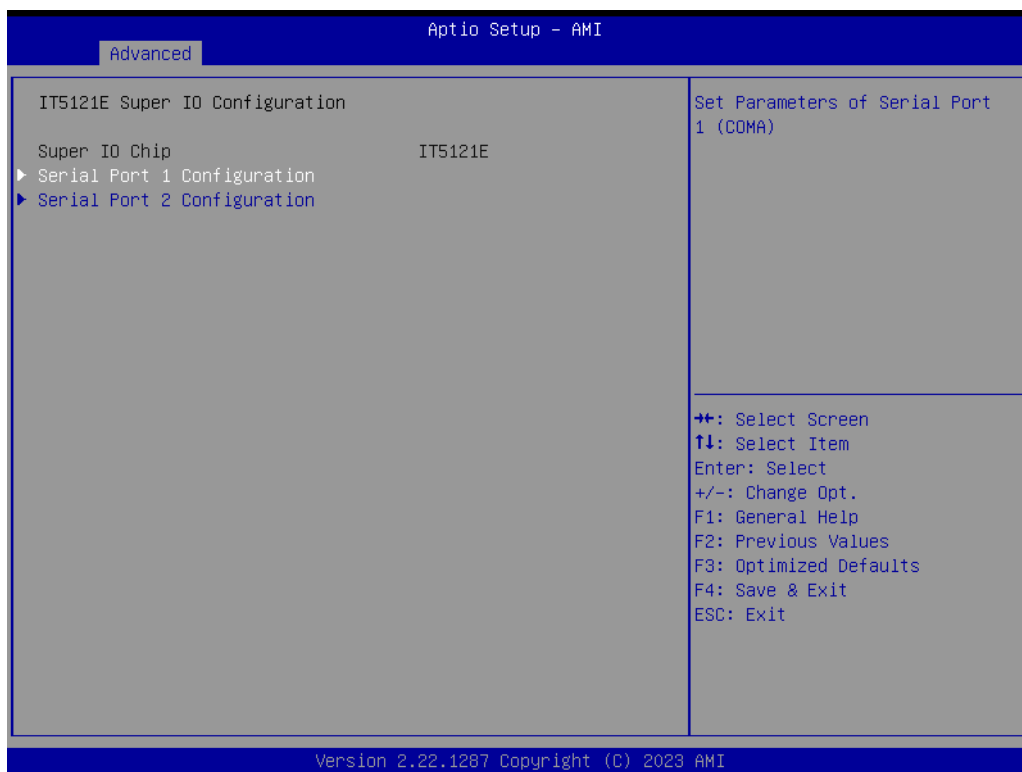 Aptio Setup – AMI
Advanced
IT5121E Super IO Configuration
Super IO Chip IT5121E
▶ Serial Port 1 Configuration
▶ Serial Port 2 Configuration
Set Parameters of Serial Port
1 (COMA)
→←: Select Screen
↑↓: Select Item
Enter: Select
+/-: Change Opt.
F1: General Help
F2: Previous Values
F3: Optimized Defaults
F4: Save & Exit
ESC: Exit
Version 2.22.1287 Copyright (C) 2023 AMI